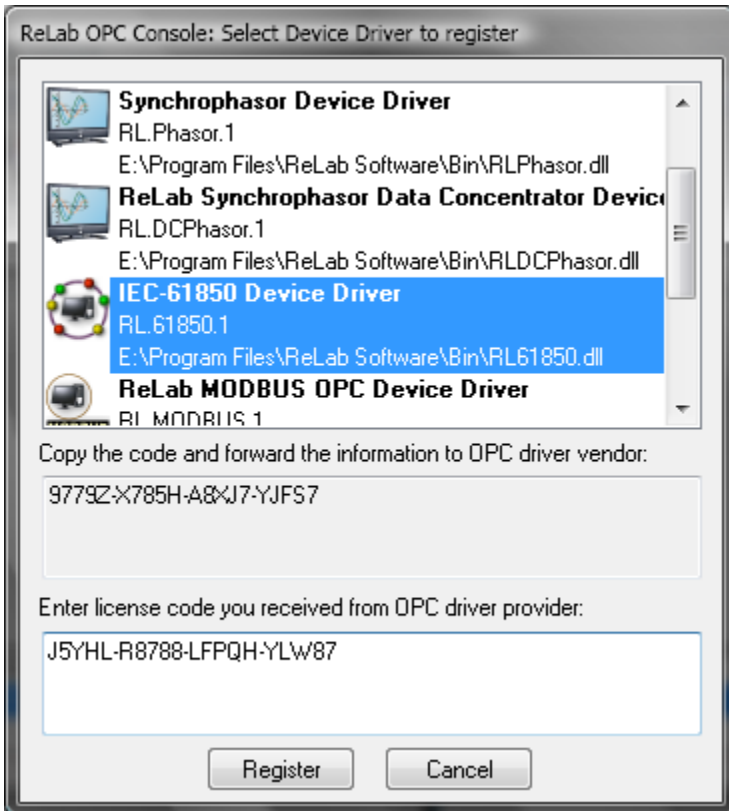 ReLab OPC Console: Select Device Driver to register
Synchrophasor Device Driver
RL.Phasor.1
E:\Program Files\ReLab Software\Bin\RLPhasor.dll
ReLab Synchrophasor Data Concentrator Device
RL.DCPhasor.1
E:\Program Files\ReLab Software\Bin\RLDCPhasor.dll
IEC-61850 Device Driver
RL.61850.1
E:\Program Files\ReLab Software\Bin\RL61850.dll
ReLab MODBUS OPC Device Driver
RL.MODBUS.1
Copy the code and forward the information to OPC driver vendor:
9779Z-X785H-A8XJ7-YJFS7
Enter license code you received from OPC driver provider:
J5YHL-R8788-LFPQH-YLW87
Register
Cancel